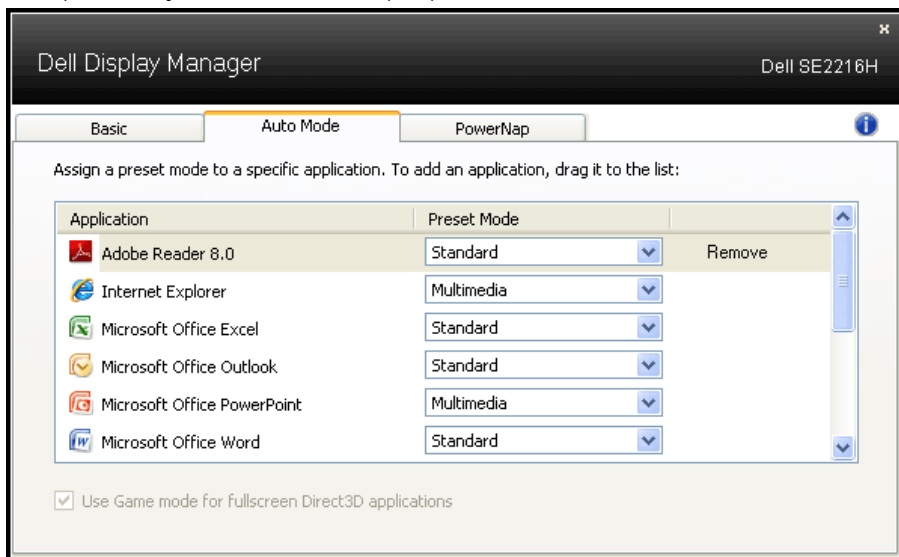 x
Dell Display Manager
Dell SE2216H
Basic
Auto Mode
PowerNap
i
Assign a preset mode to a specific application. To add an application, drag it to the list:
Application Preset Mode
Adobe Reader 8.0 Standard Remove
Internet Explorer Multimedia
Microsoft Office Excel Standard
Microsoft Office Outlook Standard
Microsoft Office PowerPoint Multimedia
Microsoft Office Word Standard
Use Game mode for fullscreen Direct3D applications